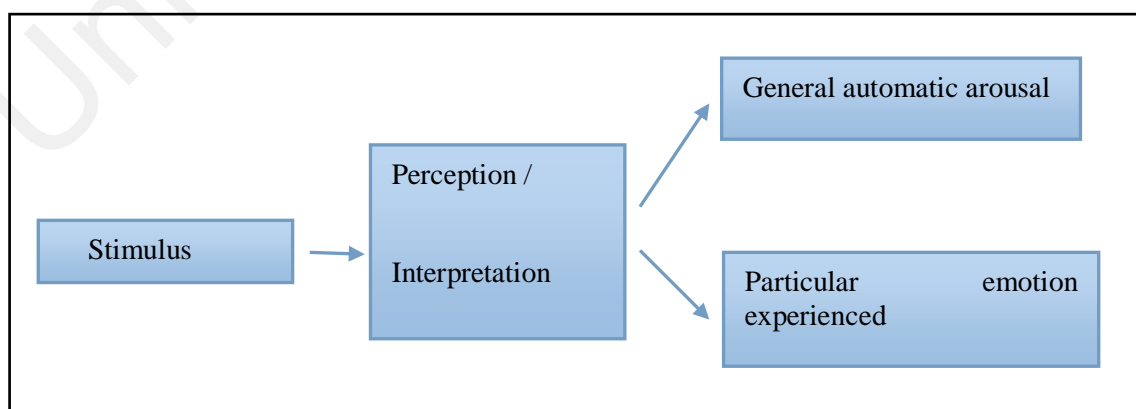 General automatic arousal
Perception /
Stimulus
Interpretation
Particular emotion
experienced